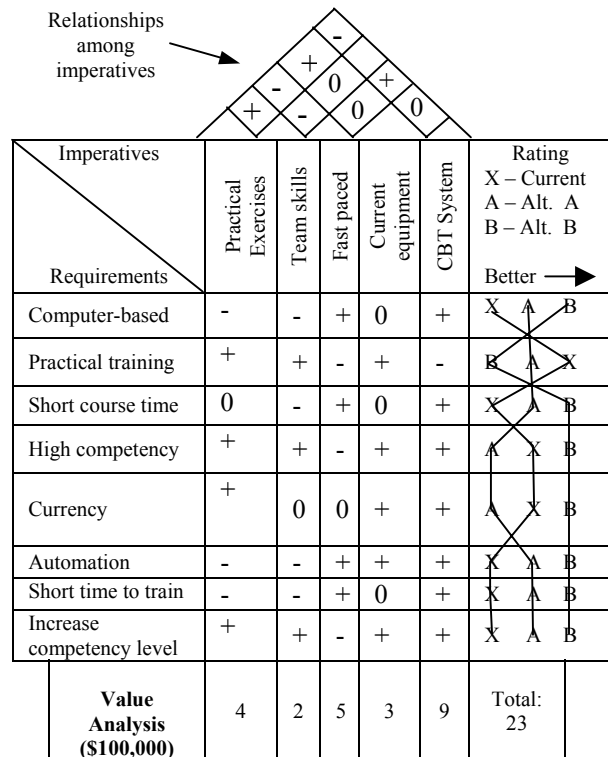 Relationships
among
imperatives
-
+ +
- 0 0
+ - 0
Imperatives
Requirements
Practical
Exercises
Team skills
Fast paced
Current
equipment
CBT System
Rating
X – Current
A – Alt. A
B – Alt. B
Better
Computer-based - - + 0 + X A B
Practical training + + - + - B A X
Short course time 0 - + 0 + X A B
High competency + + - + + A X B
Currency + 0 0 + + A X B
Automation - - + + + X A B
Short time to train - - + 0 + X A B
Increase
competency level + + - + + X A B
Value
Analysis
($100,000)
4 2 5 3 9
Total:
23